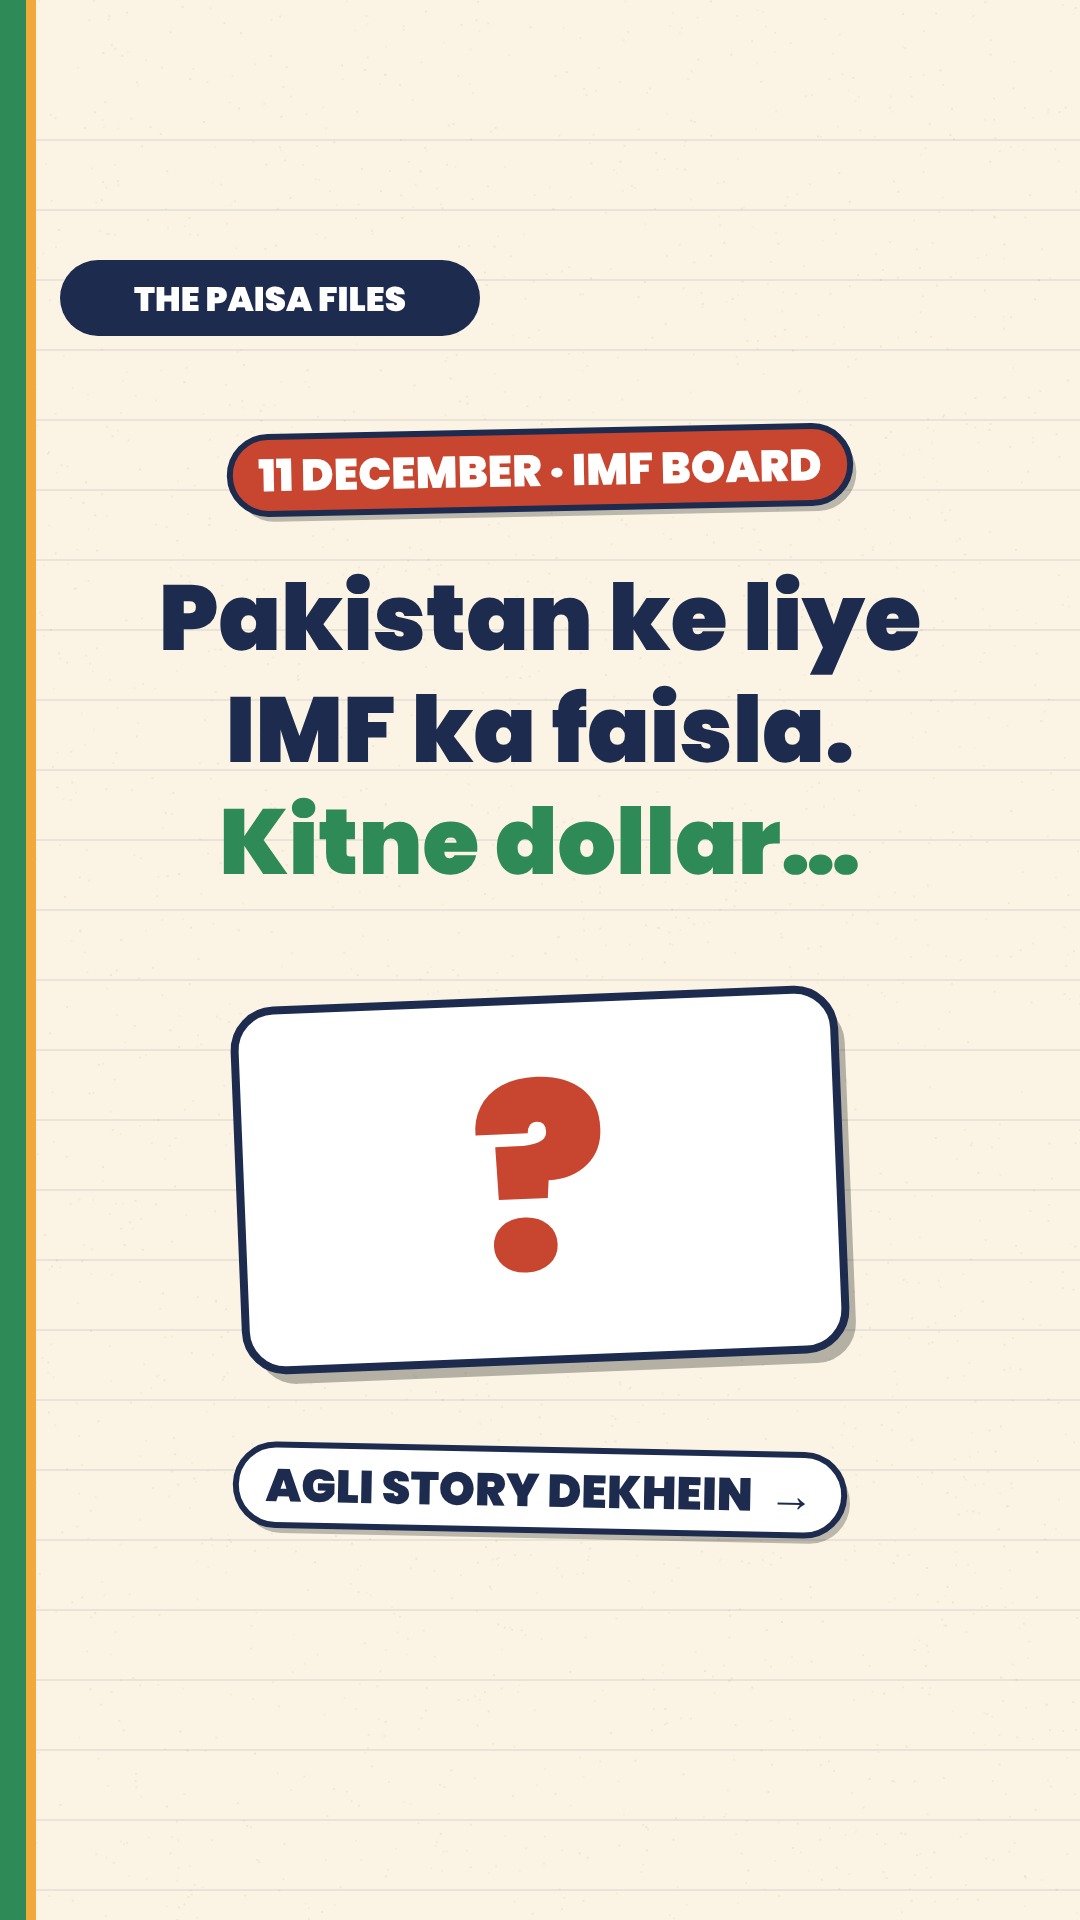 THE PAISA FILES
11 DECEMBER · IMF BOARD
Pakistan ke liye
IMF ka faisla.
Kitne dollar...
?
AGLI STORY DEKHEIN →